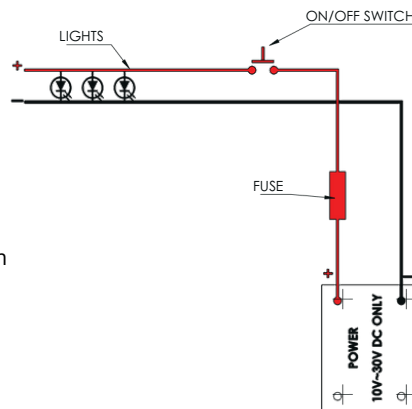 ON/OFF SWITCH
LIGHTS
+
−
FUSE
n
+
POWER
10V~30V DC ONLY